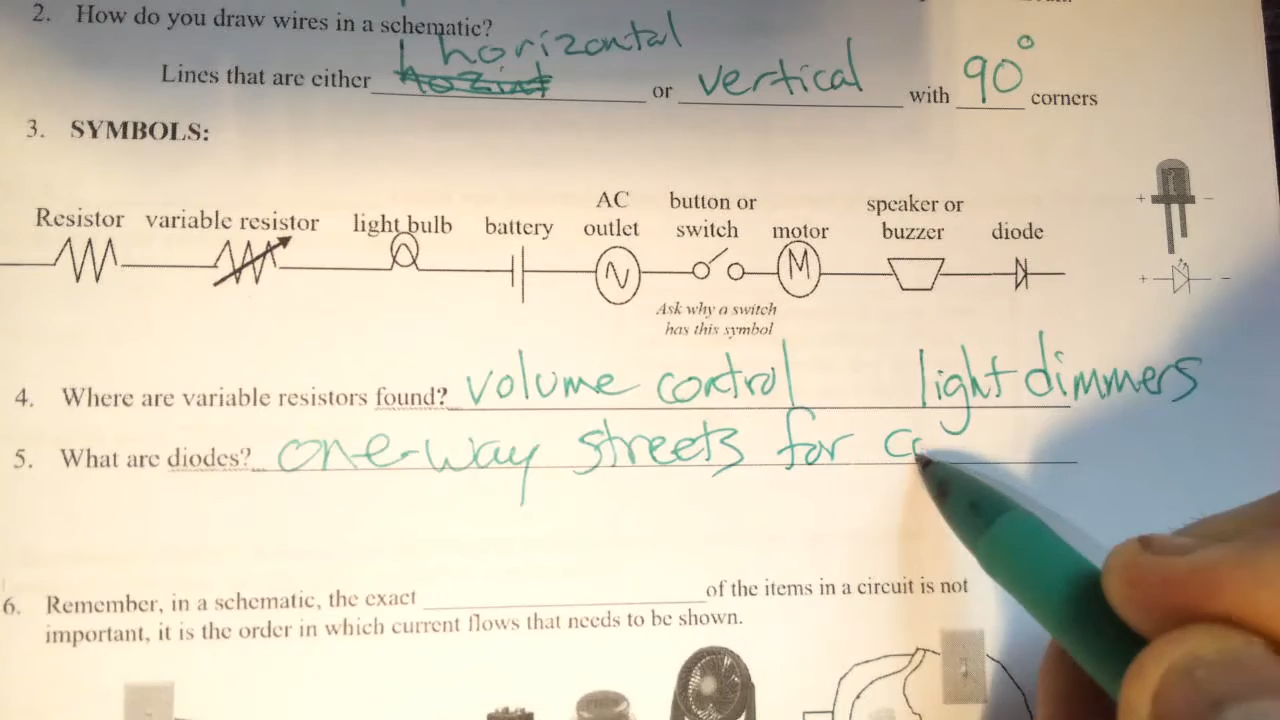 2. How do you draw wires in a schematic?
horizontal
Lines that are either hozint or vertical with 90° corners
3. SYMBOLS:
Resistor variable resistor light bulb battery AC outlet button or switch motor speaker or buzzer diode
+ −
N M
+ −
Ask why a switch
has this symbol
4. Where are variable resistors found? volume control light dimmers
5. What are diodes? one-way streets for
6. Remember, in a schematic, the exact ____ of the items in a circuit is not
important, it is the order in which current flows that needs to be shown.